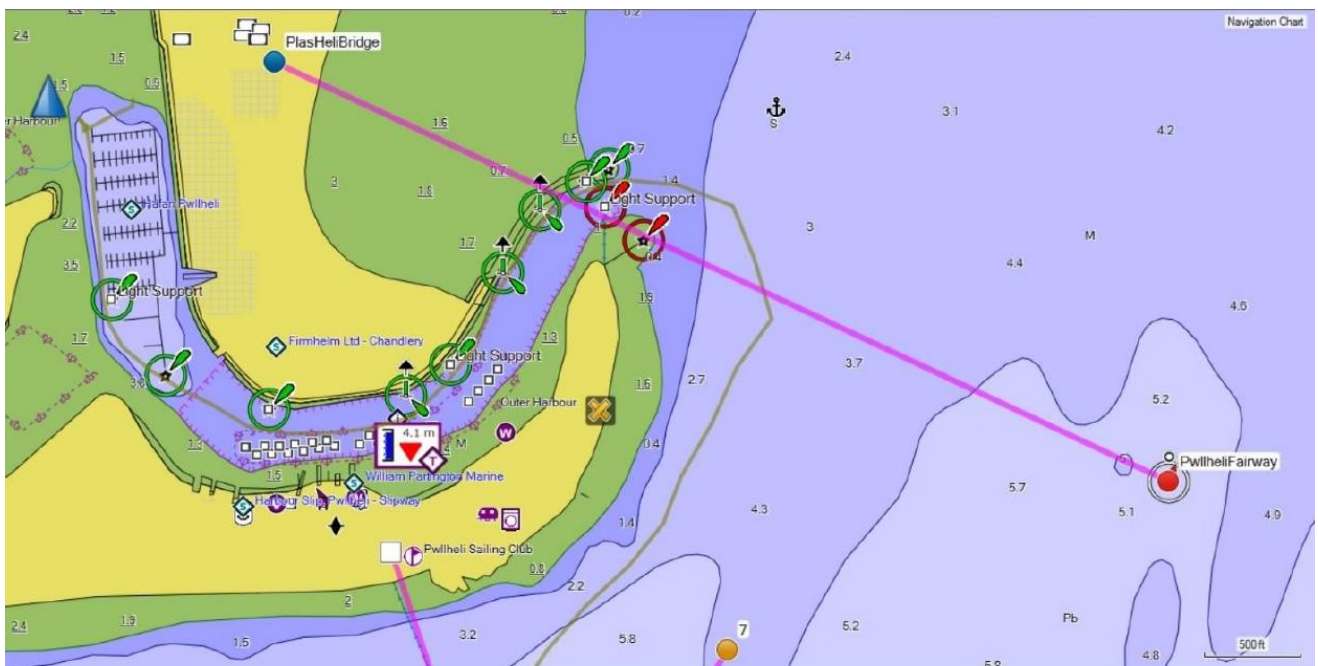 Navigation Chart
0.2
2.4
2.4
PlasHeliBridge
1.5
0.5
S
3.1
1.6
0.5
4.2
0.7
3
1.8
1.4
Light Support
Hafan Pwllheli
2.2
3
M
1.7
3.5
4.4
1.9
Light Support
4.6
1.7
1.3
Firmhelm Ltd - Chandlery
Light Support
3.7
2.7
1.6
5.2
Outer Harbour
1.3
4.1 m
M
W
0.4
T
5
PwllheliFairway
1.5
William Partington Marine
5.7
Harbour Slip Pwllheli - Slipway
4.3
5.1
4.9
1.4
Pwllheli Sailing Club
0.8
2.2
2
1.9
2.4
1.5
3.2
5.8
7
5.2
Pb
500ft
4.8
5.8